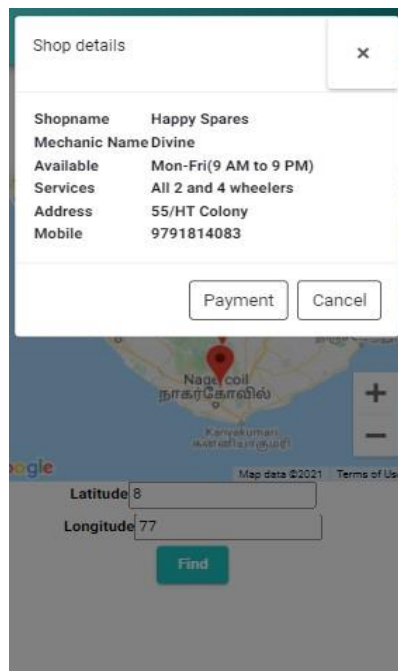 Shop details
×
Shopname Happy Spares
Mechanic Name Divine
Available Mon-Fri(9 AM to 9 PM)
Services All 2 and 4 wheelers
Address 55/HT Colony
Mobile 9791814083
Payment Cancel
Nagercoil
நாகர்கோவில்
+
Kanyakumari
கன்னியாகுமரி
−
ogle
Map data ©2021 Terms of Us
Latitude 8
Longitude 77
Find